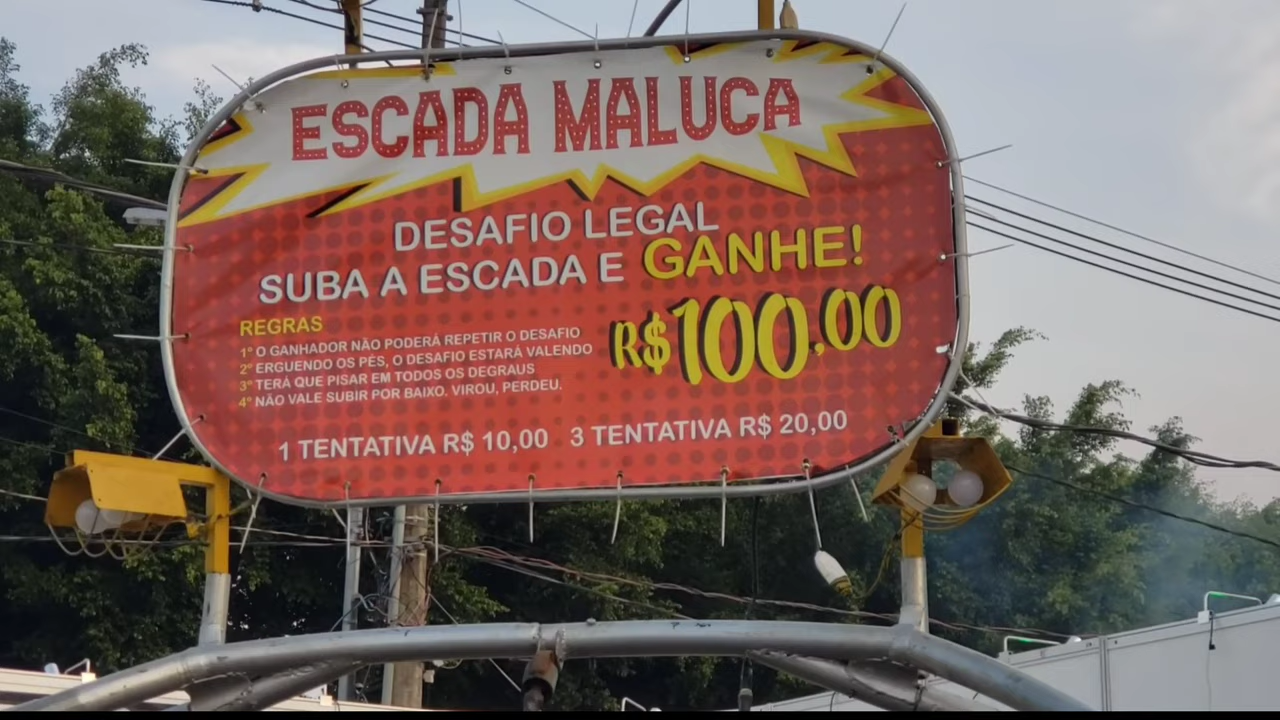 ESCADA MALUCA
DESAFIO LEGAL
SUBA A ESCADA E GANHE!
R$100,00
REGRAS
1º O GANHADOR NÃO PODERÁ REPETIR O DESAFIO
2º ERGUENDO OS PÉS, O DESAFIO ESTARÁ VALENDO
3º TERÁ QUE PISAR EM TODOS OS DEGRAUS
4º NÃO VALE SUBIR POR BAIXO. VIROU, PERDEU.
1 TENTATIVA R$ 10,00 3 TENTATIVA R$ 20,00